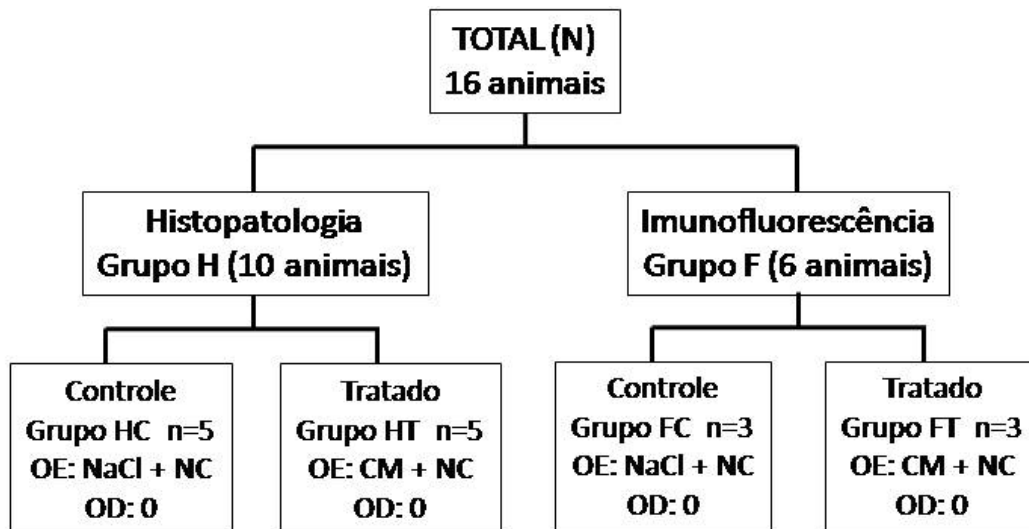 TOTAL (N)
16 animais
Histopatologia
Grupo H (10 animais)
Imunofluorescência
Grupo F (6 animais)
Controle
Grupo HC n=5
OE: NaCl + NC
OD: 0
Tratado
Grupo HT n=5
OE: CM + NC
OD: 0
Controle
Grupo FC n=3
OE: NaCl + NC
OD: 0
Tratado
Grupo FT n=3
OE: CM + NC
OD: 0